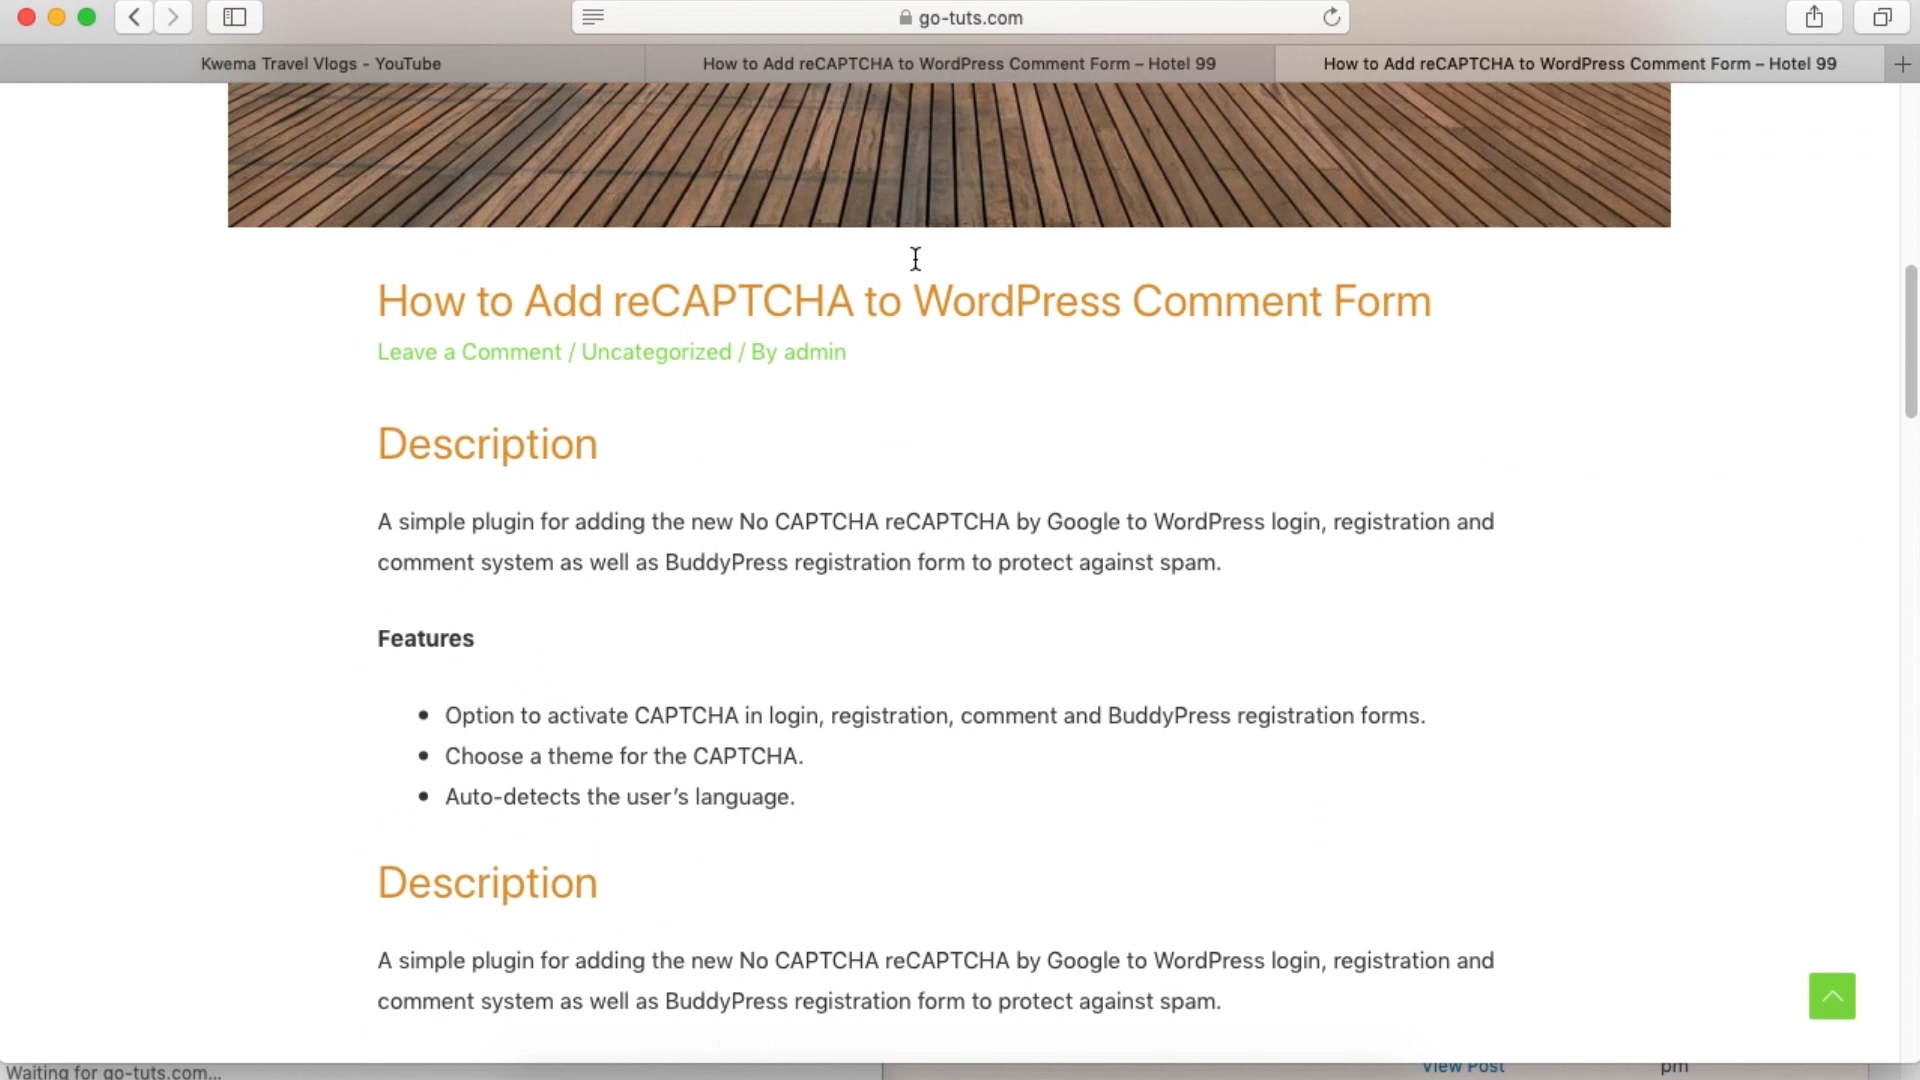 go-tuts.com
Kwema Travel Vlogs - YouTube
How to Add reCAPTCHA to WordPress Comment Form – Hotel 99
How to Add reCAPTCHA to WordPress Comment Form – Hotel 99
How to Add reCAPTCHA to WordPress Comment Form
Leave a Comment / Uncategorized / By admin
Description
A simple plugin for adding the new No CAPTCHA reCAPTCHA by Google to WordPress login, registration and
comment system as well as BuddyPress registration form to protect against spam.
Features
Option to activate CAPTCHA in login, registration, comment and BuddyPress registration forms.
Choose a theme for the CAPTCHA.
Auto-detects the user’s language.
Description
A simple plugin for adding the new No CAPTCHA reCAPTCHA by Google to WordPress login, registration and
comment system as well as BuddyPress registration form to protect against spam.
View Post
pm
Waiting for go-tuts.com...